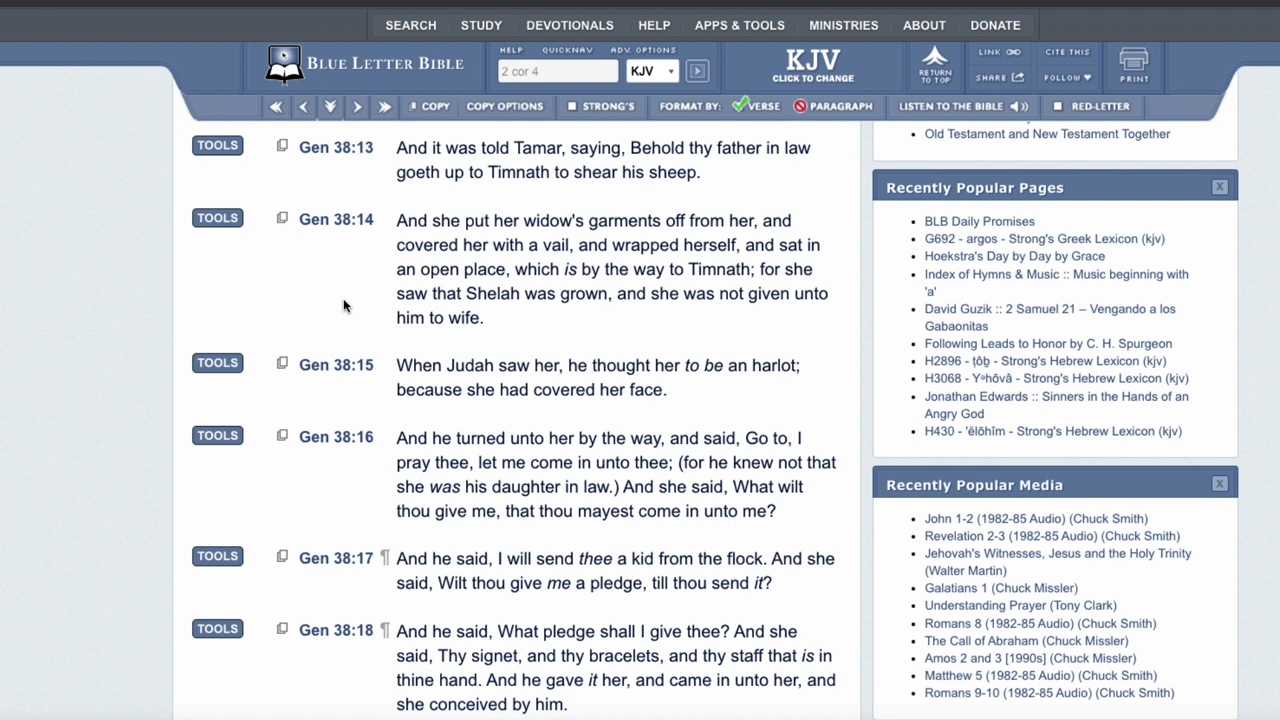 SEARCH STUDY DEVOTIONALS HELP APPS & TOOLS MINISTRIES ABOUT DONATE
BLUE LETTER BIBLE
HELP QUICKNAV ADV. OPTIONS
2 cor 4 KJV
KJV
CLICK TO CHANGE
RETURN
TO TOP
LINK CITE THIS
SHARE FOLLOW
PRINT
COPY COPY OPTIONS STRONG'S FORMAT BY: VERSE PARAGRAPH LISTEN TO THE BIBLE RED-LETTER
TOOLS Gen 38:13 And it was told Tamar, saying, Behold thy father in law
goeth up to Timnath to shear his sheep.
TOOLS Gen 38:14 And she put her widow's garments off from her, and
covered her with a vail, and wrapped herself, and sat in
an open place, which is by the way to Timnath; for she
saw that Shelah was grown, and she was not given unto
him to wife.
TOOLS Gen 38:15 When Judah saw her, he thought her to be an harlot;
because she had covered her face.
TOOLS Gen 38:16 And he turned unto her by the way, and said, Go to, I
pray thee, let me come in unto thee; (for he knew not that
she was his daughter in law.) And she said, What wilt
thou give me, that thou mayest come in unto me?
TOOLS Gen 38:17 ¶ And he said, I will send thee a kid from the flock. And she
said, Wilt thou give me a pledge, till thou send it?
TOOLS Gen 38:18 ¶ And he said, What pledge shall I give thee? And she
said, Thy signet, and thy bracelets, and thy staff that is in
thine hand. And he gave it her, and came in unto her, and
she conceived by him.
Old Testament and New Testament Together
Recently Popular Pages X
BLB Daily Promises
G692 - argos - Strong's Greek Lexicon (kjv)
Hoekstra's Day by Day by Grace
Index of Hymns & Music :: Music beginning with
'a'
David Guzik :: 2 Samuel 21 – Vengando a los
Gabaonitas
Following Leads to Honor by C. H. Spurgeon
H2896 - ṭôḇ - Strong's Hebrew Lexicon (kjv)
H3068 - Yᵊhōvâ - Strong's Hebrew Lexicon (kjv)
Jonathan Edwards :: Sinners in the Hands of an
Angry God
H430 - 'ĕlōhîm - Strong's Hebrew Lexicon (kjv)
Recently Popular Media X
John 1-2 (1982-85 Audio) (Chuck Smith)
Revelation 2-3 (1982-85 Audio) (Chuck Smith)
Jehovah's Witnesses, Jesus and the Holy Trinity
(Walter Martin)
Galatians 1 (Chuck Missler)
Understanding Prayer (Tony Clark)
Romans 8 (1982-85 Audio) (Chuck Smith)
The Call of Abraham (Chuck Missler)
Amos 2 and 3 [1990s] (Chuck Missler)
Matthew 5 (1982-85 Audio) (Chuck Smith)
Romans 9-10 (1982-85 Audio) (Chuck Smith)